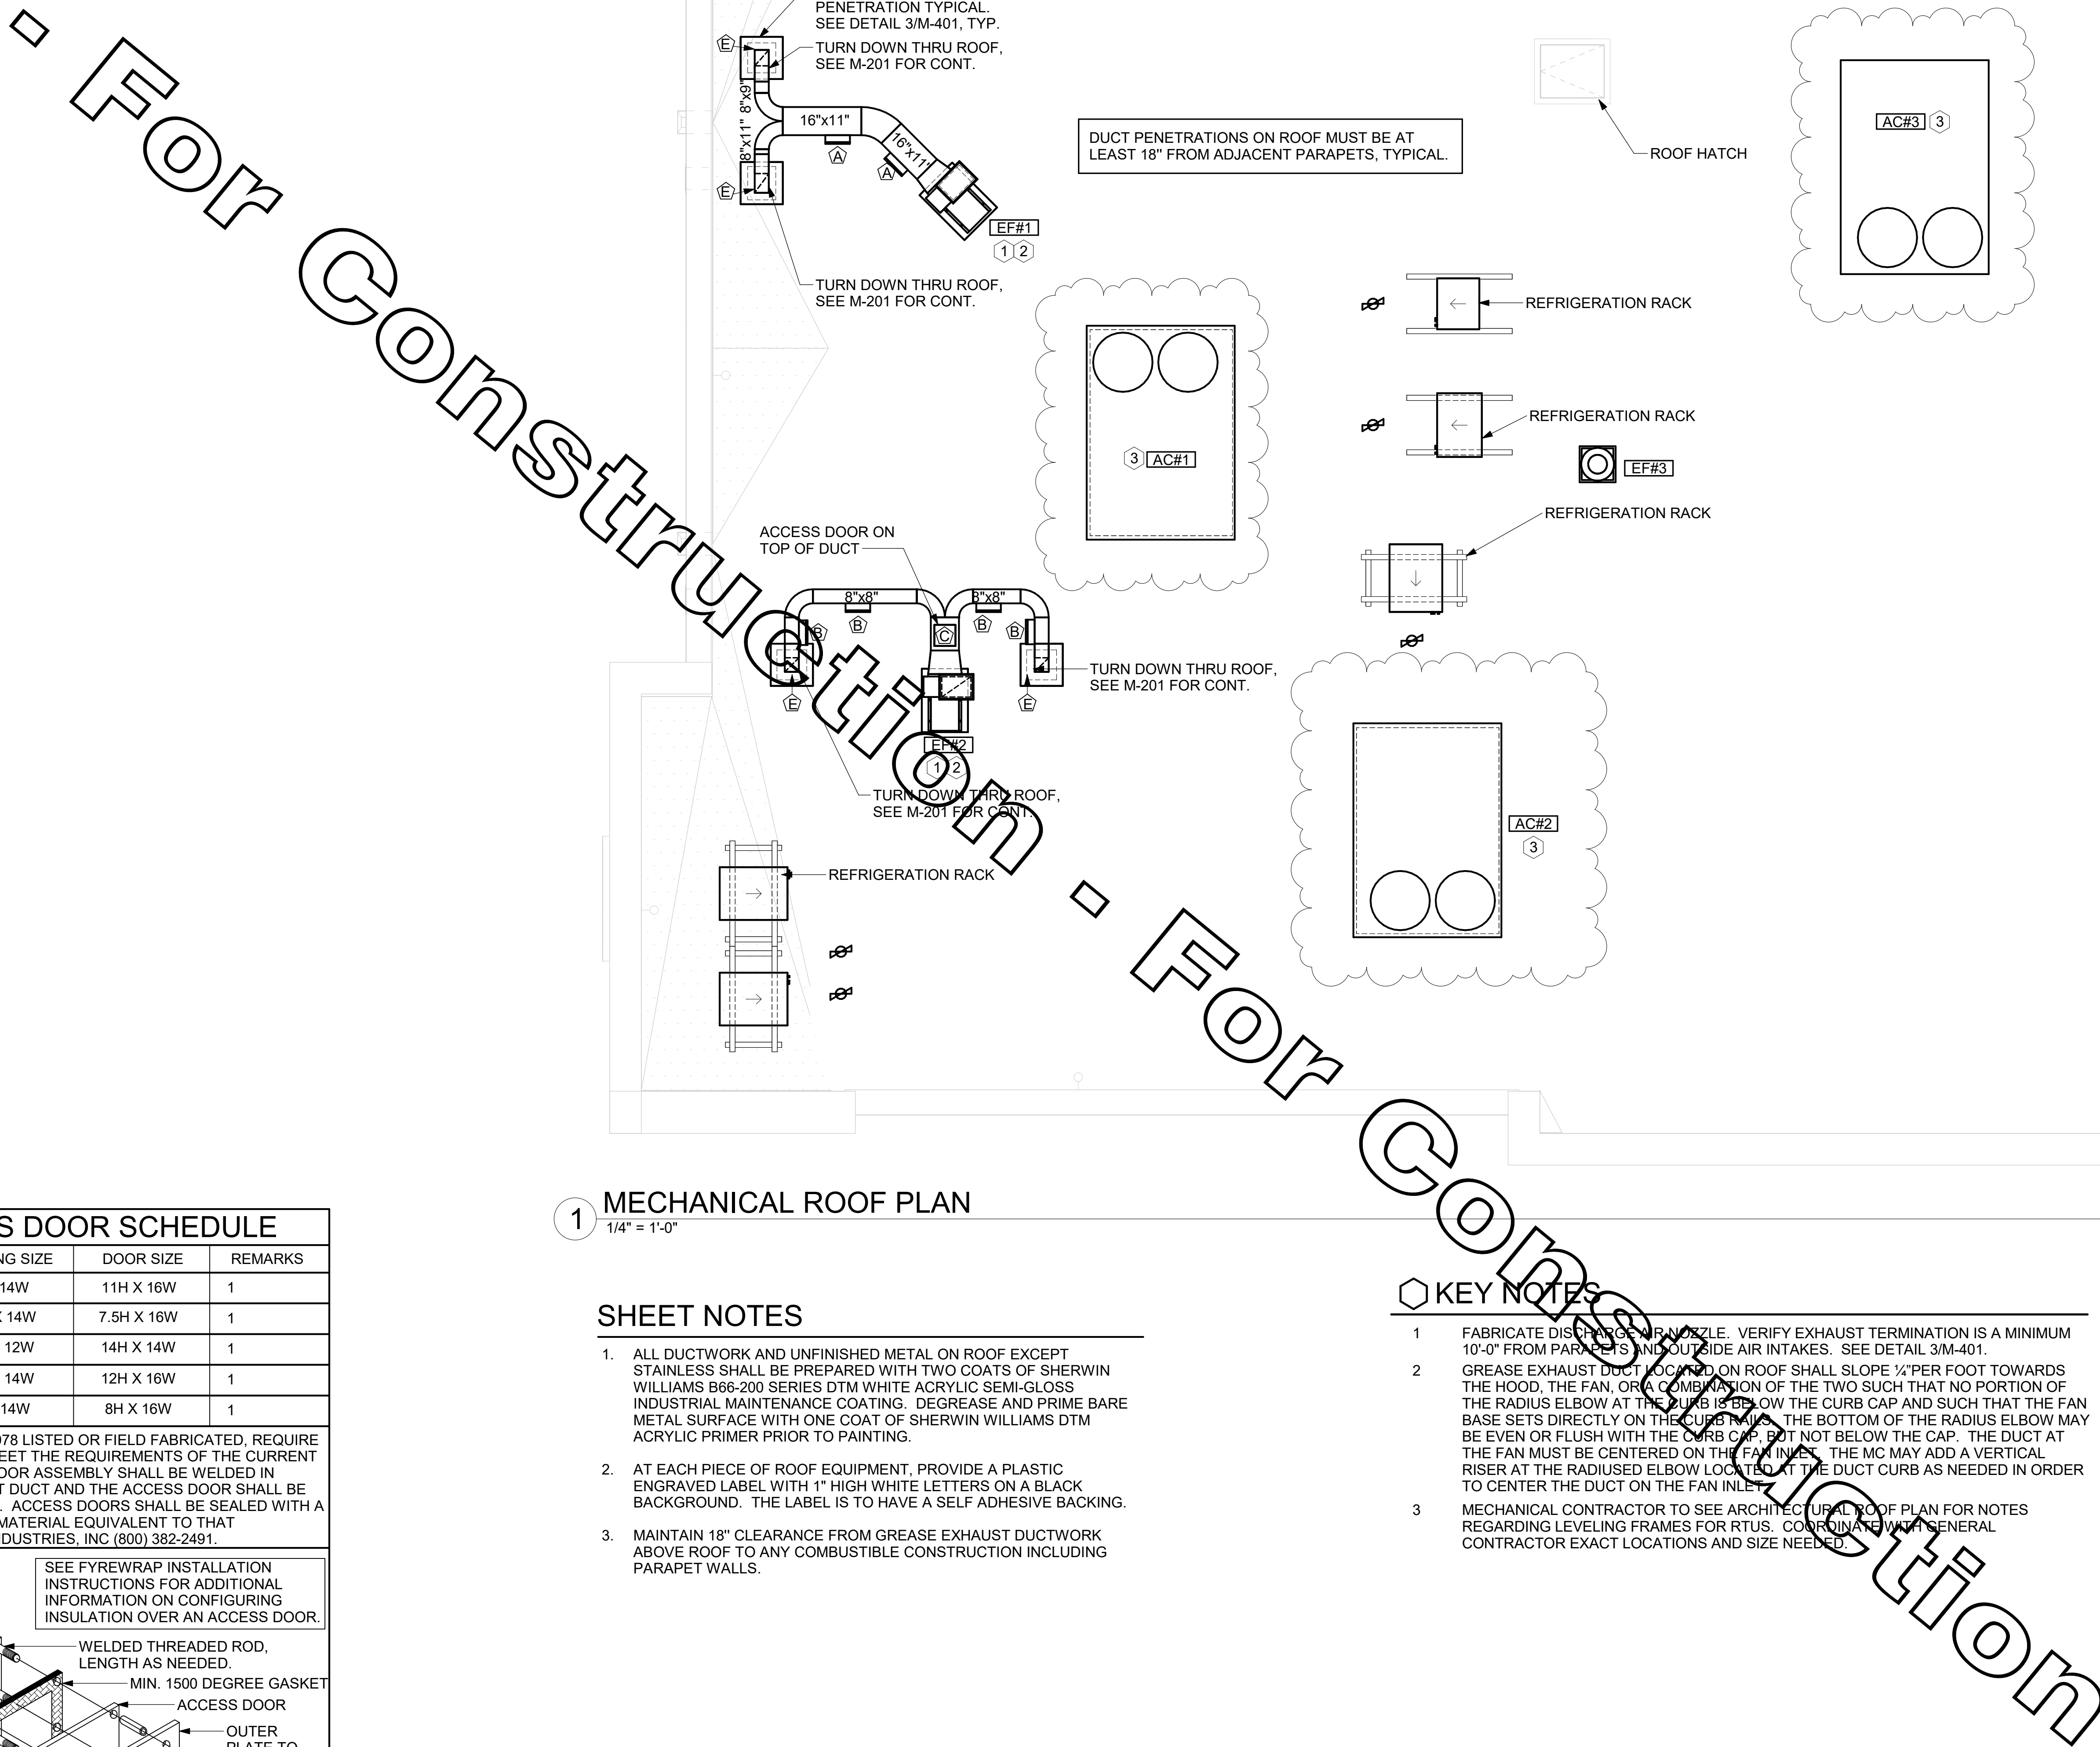 PENETRATION TYPICAL.
SEE DETAIL 3/M-401, TYP.
E
TURN DOWN THRU ROOF,
SEE M-201 FOR CONT.
8"x9"
8"x11"
16"x11"
A
16"x11"
A
E
EF#1
1 2
TURN DOWN THRU ROOF,
SEE M-201 FOR CONT.
DUCT PENETRATIONS ON ROOF MUST BE AT
LEAST 18" FROM ADJACENT PARAPETS, TYPICAL.
ROOF HATCH
AC#3 3
REFRIGERATION RACK
REFRIGERATION RACK
EF#3
REFRIGERATION RACK
3 AC#1
ACCESS DOOR ON
TOP OF DUCT
8"x8"
8"x8"
B
B
C
B
B
E
E
TURN DOWN THRU ROOF,
SEE M-201 FOR CONT.
EF#2
1 2
TURN DOWN THRU ROOF,
SEE M-201 FOR CONT.
AC#2
3
REFRIGERATION RACK
- For Construction - For Construction
1 MECHANICAL ROOF PLAN
1/4" = 1'-0"
S DOOR SCHEDULE
NG SIZE DOOR SIZE REMARKS
14W 11H X 16W 1
X 14W 7.5H X 16W 1
12W 14H X 14W 1
14W 12H X 16W 1
14W 8H X 16W 1
978 LISTED OR FIELD FABRICATED, REQUIRE
EET THE REQUIREMENTS OF THE CURRENT
OOR ASSEMBLY SHALL BE WELDED IN
T DUCT AND THE ACCESS DOOR SHALL BE
. ACCESS DOORS SHALL BE SEALED WITH A
MATERIAL EQUIVALENT TO THAT
NDUSTRIES, INC (800) 382-2491.
SEE FYREWRAP INSTALLATION
INSTRUCTIONS FOR ADDITIONAL
INFORMATION ON CONFIGURING
INSULATION OVER AN ACCESS DOOR.
WELDED THREADED ROD,
LENGTH AS NEEDED.
MIN. 1500 DEGREE GASKET
ACCESS DOOR
OUTER
PLATE TO
SHEET NOTES
1. ALL DUCTWORK AND UNFINISHED METAL ON ROOF EXCEPT
STAINLESS SHALL BE PREPARED WITH TWO COATS OF SHERWIN
WILLIAMS B66-200 SERIES DTM WHITE ACRYLIC SEMI-GLOSS
INDUSTRIAL MAINTENANCE COATING. DEGREASE AND PRIME BARE
METAL SURFACE WITH ONE COAT OF SHERWIN WILLIAMS DTM
ACRYLIC PRIMER PRIOR TO PAINTING.
2. AT EACH PIECE OF ROOF EQUIPMENT, PROVIDE A PLASTIC
ENGRAVED LABEL WITH 1" HIGH WHITE LETTERS ON A BLACK
BACKGROUND. THE LABEL IS TO HAVE A SELF ADHESIVE BACKING.
3. MAINTAIN 18" CLEARANCE FROM GREASE EXHAUST DUCTWORK
ABOVE ROOF TO ANY COMBUSTIBLE CONSTRUCTION INCLUDING
PARAPET WALLS.
KEY NOTES
1 FABRICATE DISCHARGE AIR NOZZLE. VERIFY EXHAUST TERMINATION IS A MINIMUM
10'-0" FROM PARAPETS AND OUTSIDE AIR INTAKES. SEE DETAIL 3/M-401.
2 GREASE EXHAUST DUCT LOCATED ON ROOF SHALL SLOPE ¼"PER FOOT TOWARDS
THE HOOD, THE FAN, OR A COMBINATION OF THE TWO SUCH THAT NO PORTION OF
THE RADIUS ELBOW AT THE CURB IS BELOW THE CURB CAP AND SUCH THAT THE FAN
BASE SETS DIRECTLY ON THE CURB RAILS. THE BOTTOM OF THE RADIUS ELBOW MAY
BE EVEN OR FLUSH WITH THE CURB CAP, BUT NOT BELOW THE CAP. THE DUCT AT
THE FAN MUST BE CENTERED ON THE FAN INLET. THE MC MAY ADD A VERTICAL
RISER AT THE RADIUSED ELBOW LOCATED AT THE DUCT CURB AS NEEDED IN ORDER
TO CENTER THE DUCT ON THE FAN INLET.
3 MECHANICAL CONTRACTOR TO SEE ARCHITECTURAL ROOF PLAN FOR NOTES
REGARDING LEVELING FRAMES FOR RTUS. COORDINATE WITH GENERAL
CONTRACTOR EXACT LOCATIONS AND SIZE NEEDED.